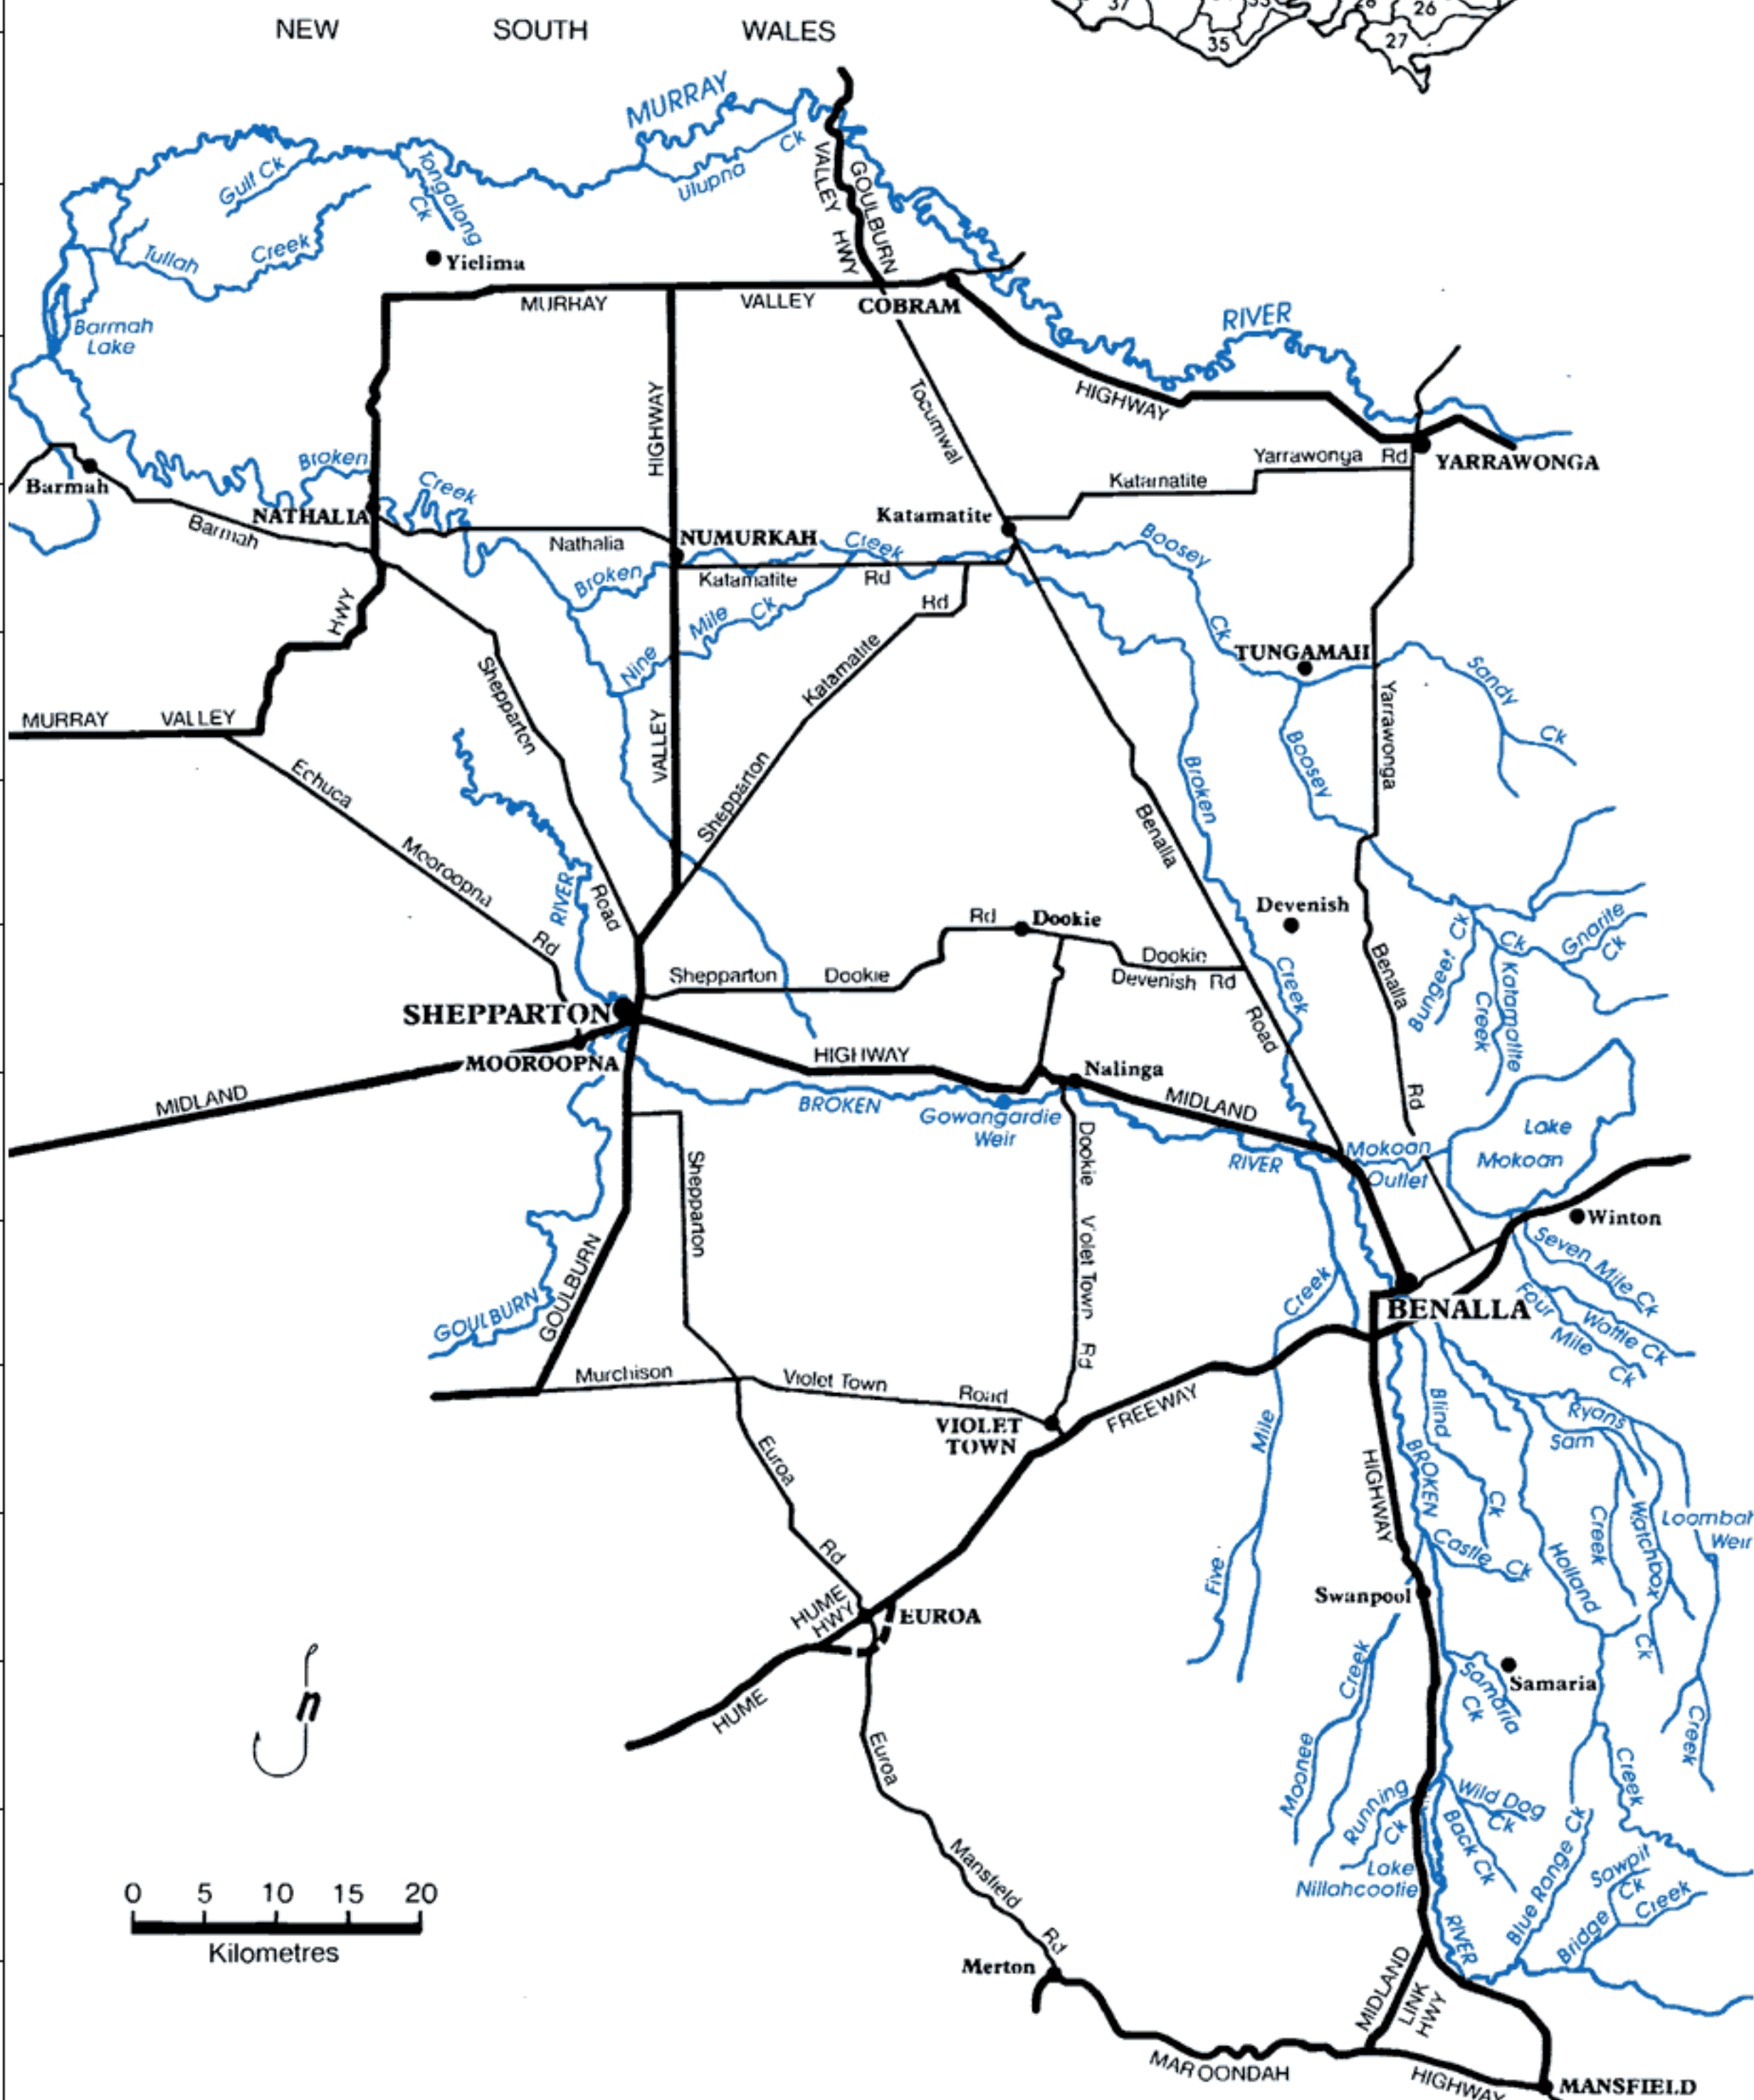 NEW SOUTH WALES
37
35
26
27
MURRAY
Ulupna Ck
Gulf Ck
Tongalong
Ck
Tullah Creek
Yielima
VALLEY HWY
GOULBURN
MURRAY VALLEY
COBRAM
Barmah
Lake
RIVER
HIGHWAY
HIGHWAY
Tocumwal
Yarrawonga Rd
YARRAWONGA
Katamatite
Broken
Creek
Barmah
NATHALIA
Barmah
Nathalia
NUMURKAH
Creek
Katamatite
Boosey
Ck
Broken
Katamatite Rd
Rd
Nine Mile Ck
HWY
Shepparton
Katamatite
TUNGAMAH
Sandy
Ck
MURRAY VALLEY
VALLEY
Yarrawonga
Boosey
Broken
Echuca
Shepparton
Benalla
Mooroopna
RIVER
Road
Rd
Rd
Dookie
Devenish
Bungeet Ck
Ck
Gnarite
Ck
Katamatite
Creek
Dookie
Devenish Rd
Creek
Benalla
Shepparton Dookie
SHEPPARTON
Road
MOOROOPNA
HIGHWAY
Nalinga
MIDLAND
MIDLAND
BROKEN
Gowangardie
Weir
Rd
RIVER
Mokoan
Outlet
Lake
Mokoan
Shepparton
Dookie Violet Town Rd
Winton
Seven Mile Ck
GOULBURN
GOULBURN
Creek
BENALLA
Four
Mile
Ck
Wattle Ck
Murchison
Violet Town
Road
FREEWAY
VIOLET
TOWN
Mile
Blind
Ryans
Sam
Euroa
HIGHWAY
BROKEN
Ck
Creek
Watchbox
Loombah
Weir
Rd
Five
Castle Ck
Holland
HUME
HWY
EUROA
Swanpool
Ck
Creek
Samaria
Samaria
Ck
HUME
Moonee
Creek
Creek
Euroa
Running
Ck
Wild Dog
Ck
Back Ck
Lake
Nillahcootie
0 5 10 15 20
Kilometres
n
Mansfield
Blue Range Ck
Sawpit
Ck
Bridge Creek
RIVER
Rd
Merton
MIDLAND
LINK
HWY
MAROONDAH
HIGHWAY
MANSFIELD